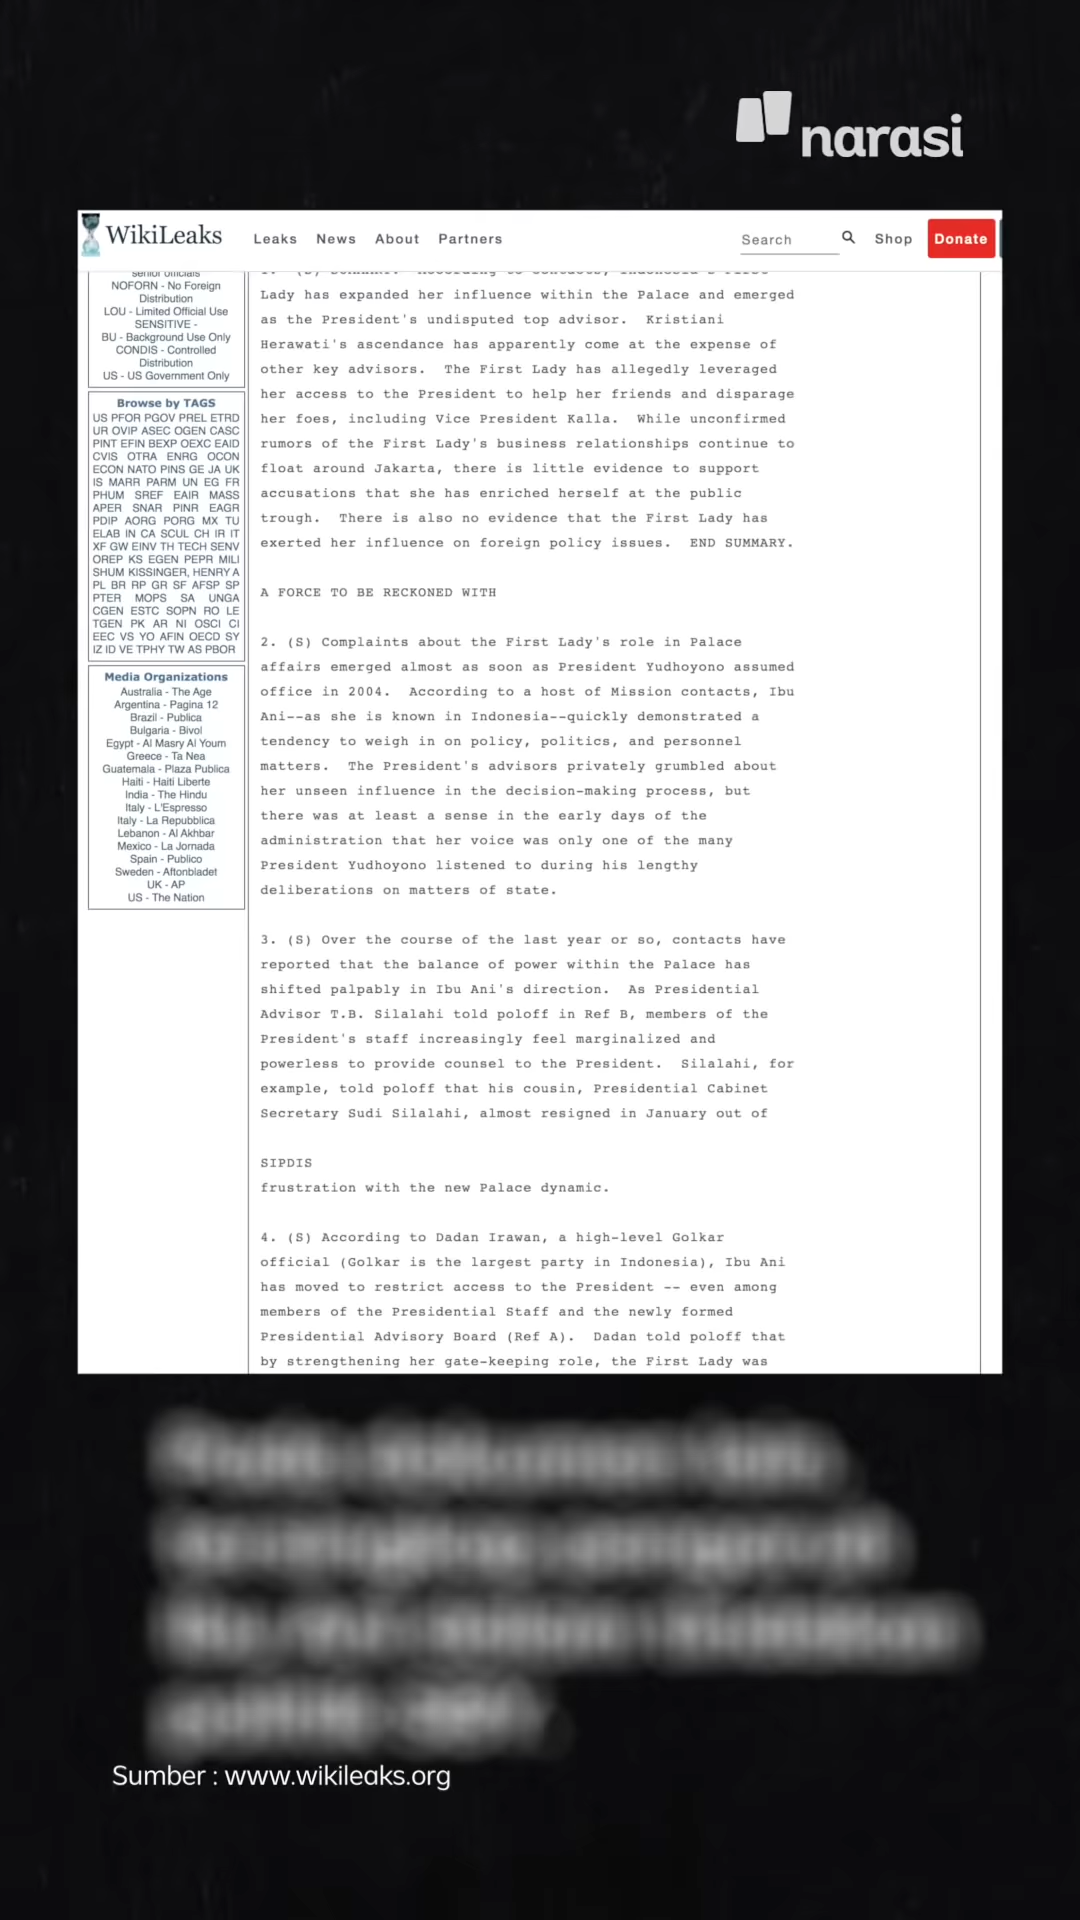 narasi
WikiLeaks
Leaks News About Partners
Search
Shop
Donate
senior officials
NOFORN - No Foreign
Distribution
LOU - Limited Official Use
SENSITIVE -
BU - Background Use Only
CONDIS - Controlled
Distribution
US - US Government Only
Browse by TAGS
US PFOR PGOV PREL ETRD
UR OVIP ASEC OGEN CASC
PINT EFIN BEXP OEXC EAID
CVIS OTRA ENRG OCON
ECON NATO PINS GE JA UK
IS MARR PARM UN EG FR
PHUM SREF EAIR MASS
APER SNAR PINR EAGR
PDIP AORG PORG MX TU
ELAB IN CA SCUL CH IR IT
XF GW EINV TH TECH SENV
OREP KS EGEN PEPR MILI
SHUM KISSINGER, HENRY A
PL BR RP GR SF AFSP SP
PTER MOPS SA UNGA
CGEN ESTC SOPN RO LE
TGEN PK AR NI OSCI CI
EEC VS YO AFIN OECD SY
IZ ID VE TPHY TW AS PBOR
Media Organizations
Australia - The Age
Argentina - Pagina 12
Brazil - Publica
Bulgaria - Bivol
Egypt - Al Masry Al Youm
Greece - Ta Nea
Guatemala - Plaza Publica
Haiti - Haiti Liberte
India - The Hindu
Italy - L'Espresso
Italy - La Repubblica
Lebanon - Al Akhbar
Mexico - La Jornada
Spain - Publico
Sweden - Aftonbladet
UK - AP
US - The Nation
1. (S) SUMMARY. According to contacts, Indonesia's First
Lady has expanded her influence within the Palace and emerged
as the President's undisputed top advisor. Kristiani
Herawati's ascendance has apparently come at the expense of
other key advisors. The First Lady has allegedly leveraged
her access to the President to help her friends and disparage
her foes, including Vice President Kalla. While unconfirmed
rumors of the First Lady's business relationships continue to
float around Jakarta, there is little evidence to support
accusations that she has enriched herself at the public
trough. There is also no evidence that the First Lady has
exerted her influence on foreign policy issues. END SUMMARY.
A FORCE TO BE RECKONED WITH
2. (S) Complaints about the First Lady's role in Palace
affairs emerged almost as soon as President Yudhoyono assumed
office in 2004. According to a host of Mission contacts, Ibu
Ani--as she is known in Indonesia--quickly demonstrated a
tendency to weigh in on policy, politics, and personnel
matters. The President's advisors privately grumbled about
her unseen influence in the decision-making process, but
there was at least a sense in the early days of the
administration that her voice was only one of the many
President Yudhoyono listened to during his lengthy
deliberations on matters of state.
3. (S) Over the course of the last year or so, contacts have
reported that the balance of power within the Palace has
shifted palpably in Ibu Ani's direction. As Presidential
Advisor T.B. Silalahi told poloff in Ref B, members of the
President's staff increasingly feel marginalized and
powerless to provide counsel to the President. Silalahi, for
example, told poloff that his cousin, Presidential Cabinet
Secretary Sudi Silalahi, almost resigned in January out of
SIPDIS
frustration with the new Palace dynamic.
4. (S) According to Dadan Irawan, a high-level Golkar
official (Golkar is the largest party in Indonesia), Ibu Ani
has moved to restrict access to the President -- even among
members of the Presidential Staff and the newly formed
Presidential Advisory Board (Ref A). Dadan told poloff that
by strengthening her gate-keeping role, the First Lady was
Sumber : www.wikileaks.org